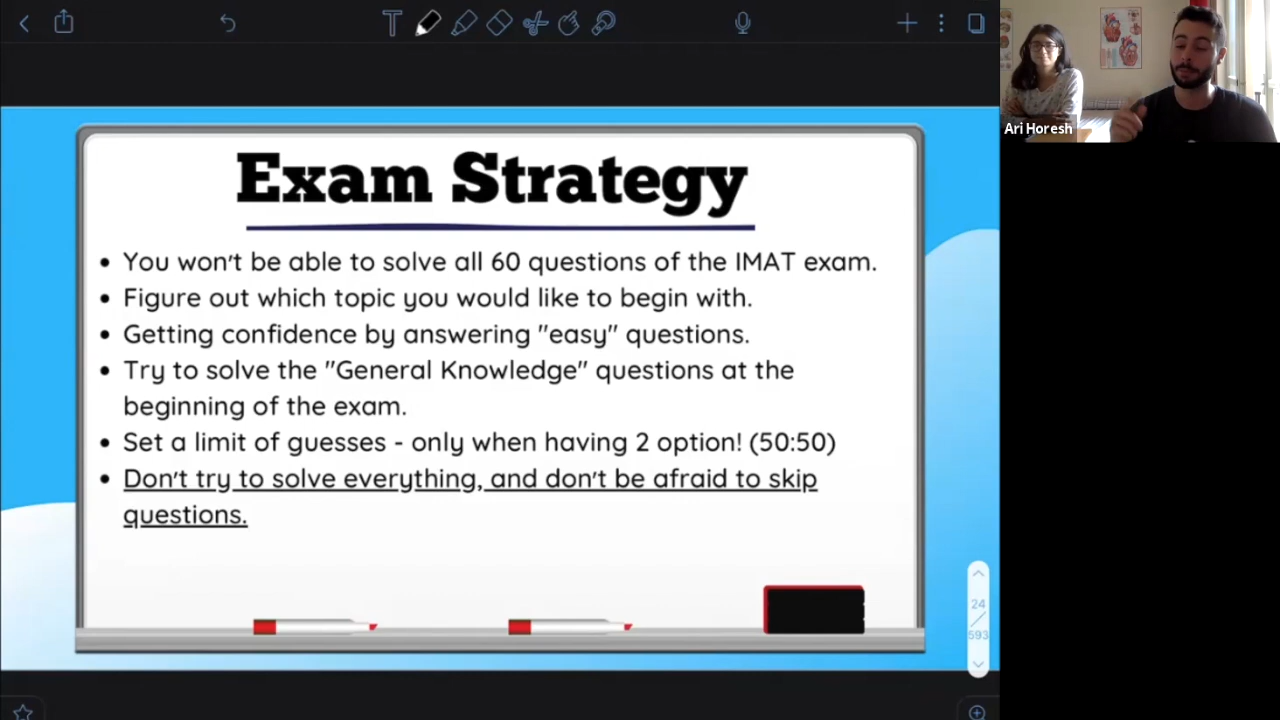 Ari Horesh
Exam Strategy
• You won't be able to solve all 60 questions of the IMAT exam.
• Figure out which topic you would like to begin with.
• Getting confidence by answering "easy" questions.
• Try to solve the "General Knowledge" questions at the
beginning of the exam.
• Set a limit of guesses - only when having 2 option! (50:50)
• Don't try to solve everything, and don't be afraid to skip
questions.
24
/
593